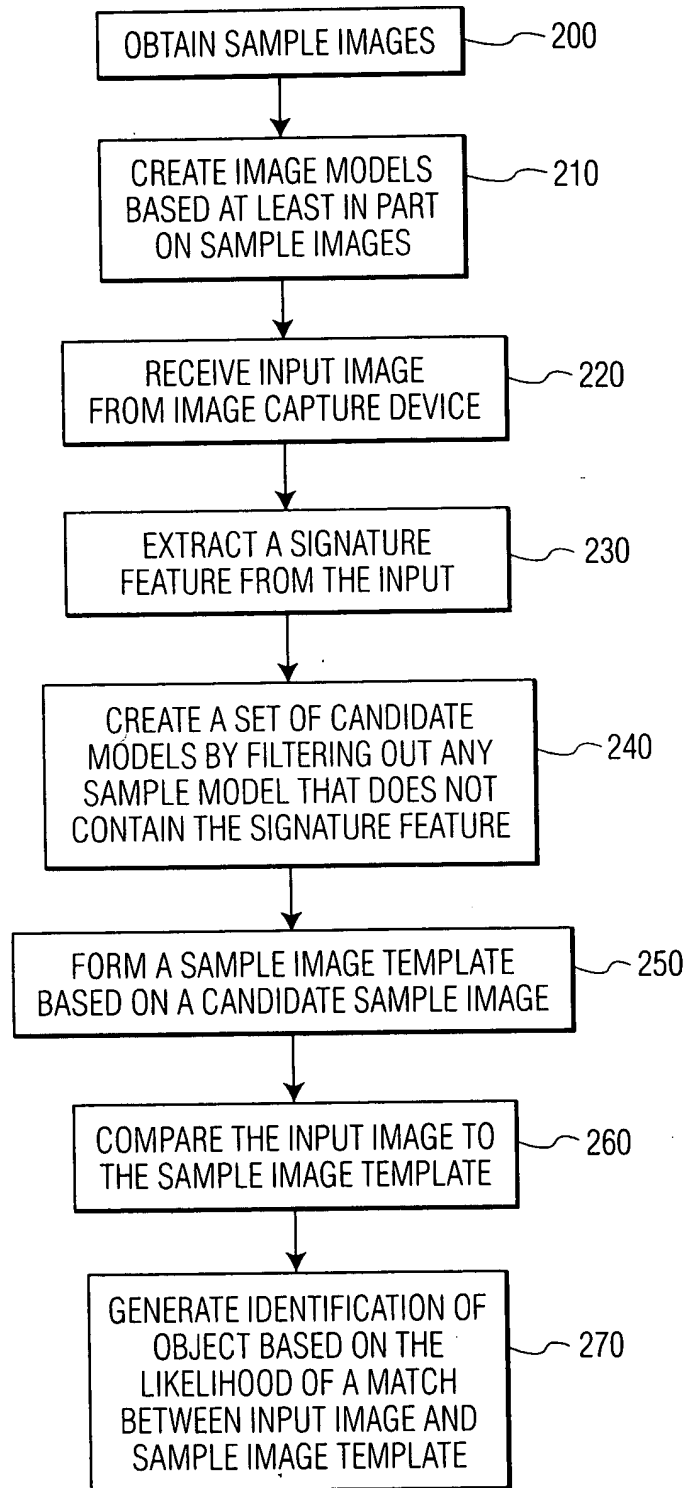 OBTAIN SAMPLE IMAGES
200
CREATE IMAGE MODELS
BASED AT LEAST IN PART
ON SAMPLE IMAGES
210
RECEIVE INPUT IMAGE
FROM IMAGE CAPTURE DEVICE
220
EXTRACT A SIGNATURE
FEATURE FROM THE INPUT
230
CREATE A SET OF CANDIDATE
MODELS BY FILTERING OUT ANY
SAMPLE MODEL THAT DOES NOT
CONTAIN THE SIGNATURE FEATURE
240
FORM A SAMPLE IMAGE TEMPLATE
BASED ON A CANDIDATE SAMPLE IMAGE
250
COMPARE THE INPUT IMAGE TO
THE SAMPLE IMAGE TEMPLATE
260
GENERATE IDENTIFICATION OF
OBJECT BASED ON THE
LIKELIHOOD OF A MATCH
BETWEEN INPUT IMAGE AND
SAMPLE IMAGE TEMPLATE
270